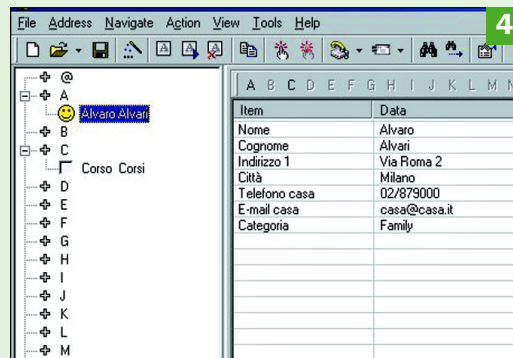 File Address Navigate Action View Tools Help
4
@
A
Alvaro Alvari
B
C
Corso Corsi
D
E
F
G
H
I
J
K
L
M
A B C D E F G H I J K L M N
Item Data
Nome Alvaro
Cognome Alvari
Indirizzo 1 Via Roma 2
Città Milano
Telefono casa 02/879000
E-mail casa casa@casa.it
Categoria Family